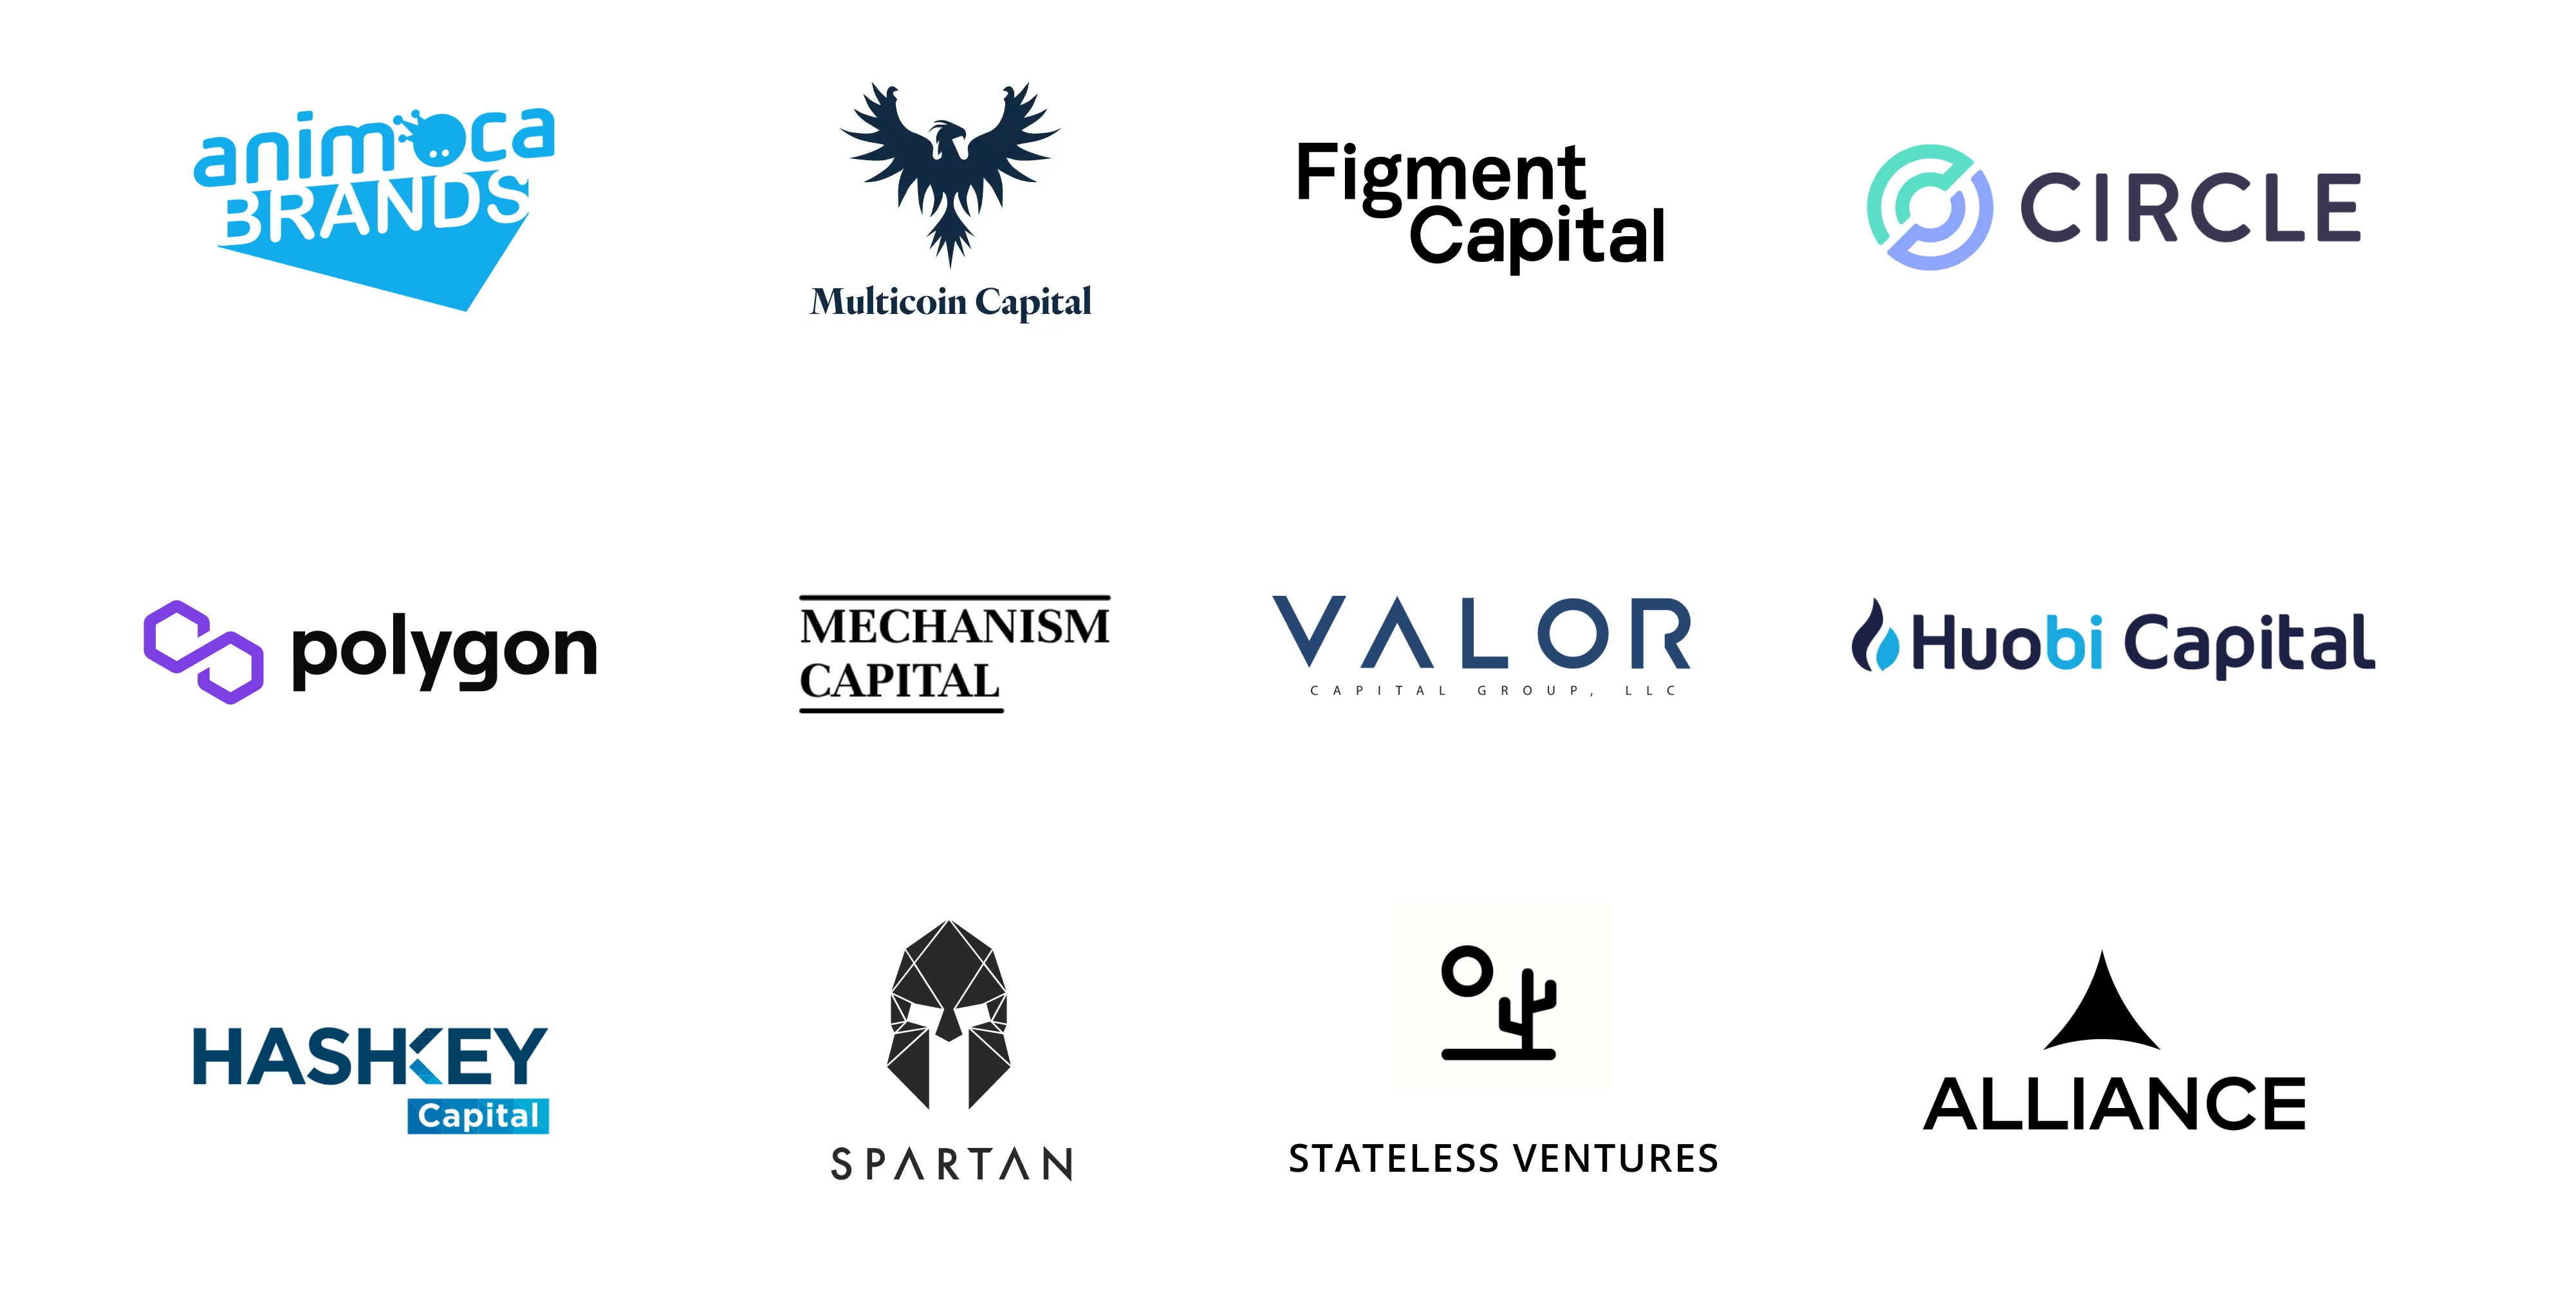 animoca
BRANDS
Multicoin Capital
Figment
Capital
CIRCLE
polygon
MECHANISM
CAPITAL
VALOR
CAPITAL GROUP, LLC
Huobi Capital
HASHKEY
Capital
SPARTAN
STATELESS VENTURES
ALLIANCE